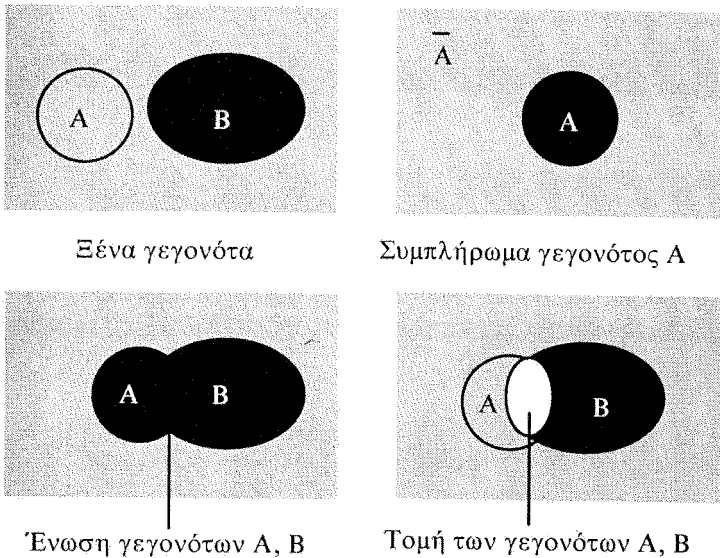 A B
Ā
A
Ξένα γεγονότα
Συμπλήρωμα γεγονότος A
A B
A B
Ένωση γεγονότων A, B
Τομή των γεγονότων A, B